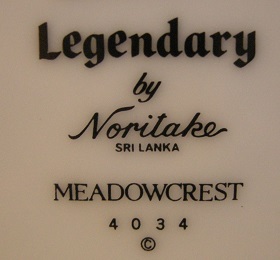 Legendary
by
Noritake
SRI LANKA
MEADOWCREST
4034
©